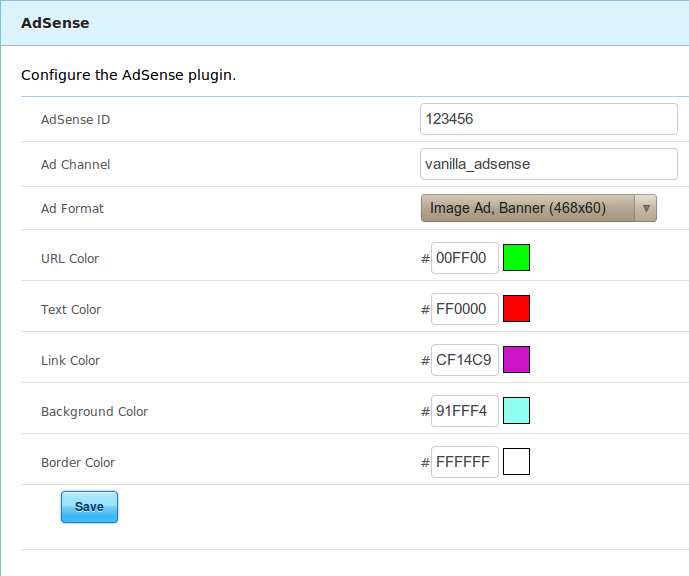 AdSense
Configure the AdSense plugin.
AdSense ID 123456
Ad Channel vanilla_adsense
Ad Format Image Ad, Banner (468x60)
URL Color # 00FF00
Text Color # FF0000
Link Color # CF14C9
Background Color # 91FFF4
Border Color # FFFFFF
Save